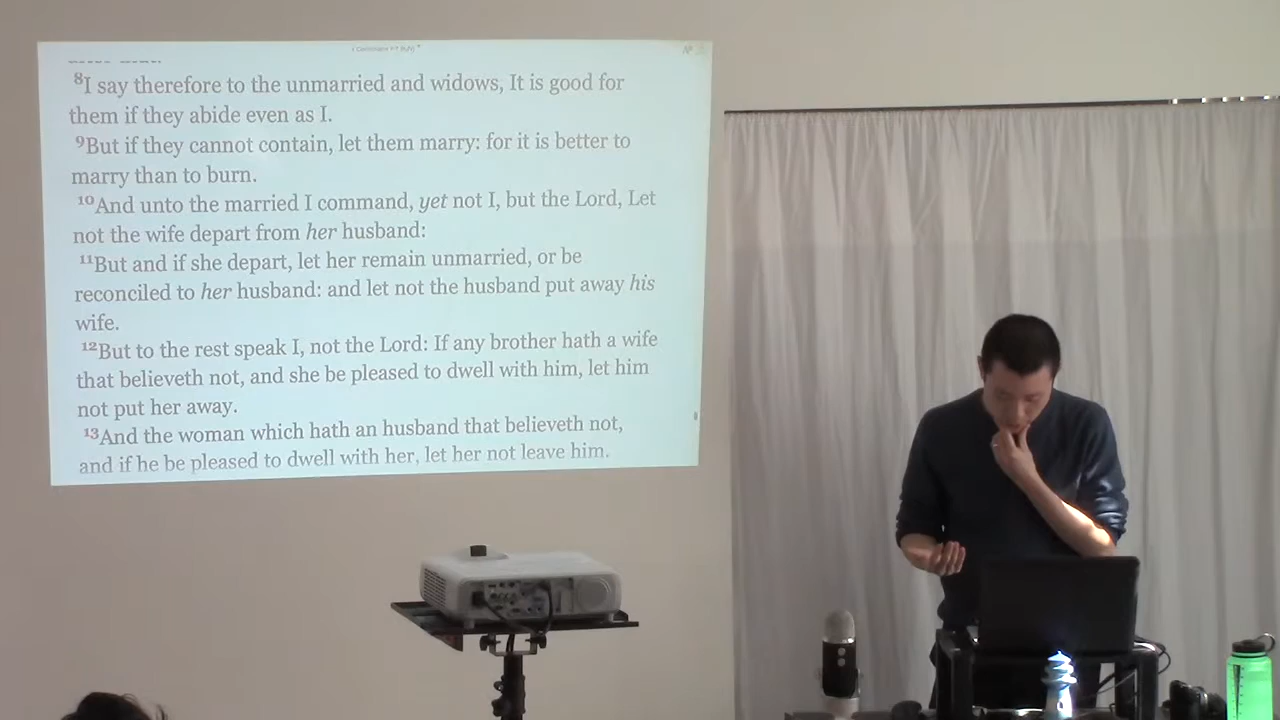 ⁸I say therefore to the unmarried and widows, It is good for
them if they abide even as I.
⁹But if they cannot contain, let them marry: for it is better to
marry than to burn.
¹⁰And unto the married I command, yet not I, but the Lord, Let
not the wife depart from her husband:
¹¹But and if she depart, let her remain unmarried, or be
reconciled to her husband: and let not the husband put away his
wife.
¹²But to the rest speak I, not the Lord: If any brother hath a wife
that believeth not, and she be pleased to dwell with him, let him
not put her away.
¹³And the woman which hath an husband that believeth not,
and if he be pleased to dwell with her, let her not leave him.